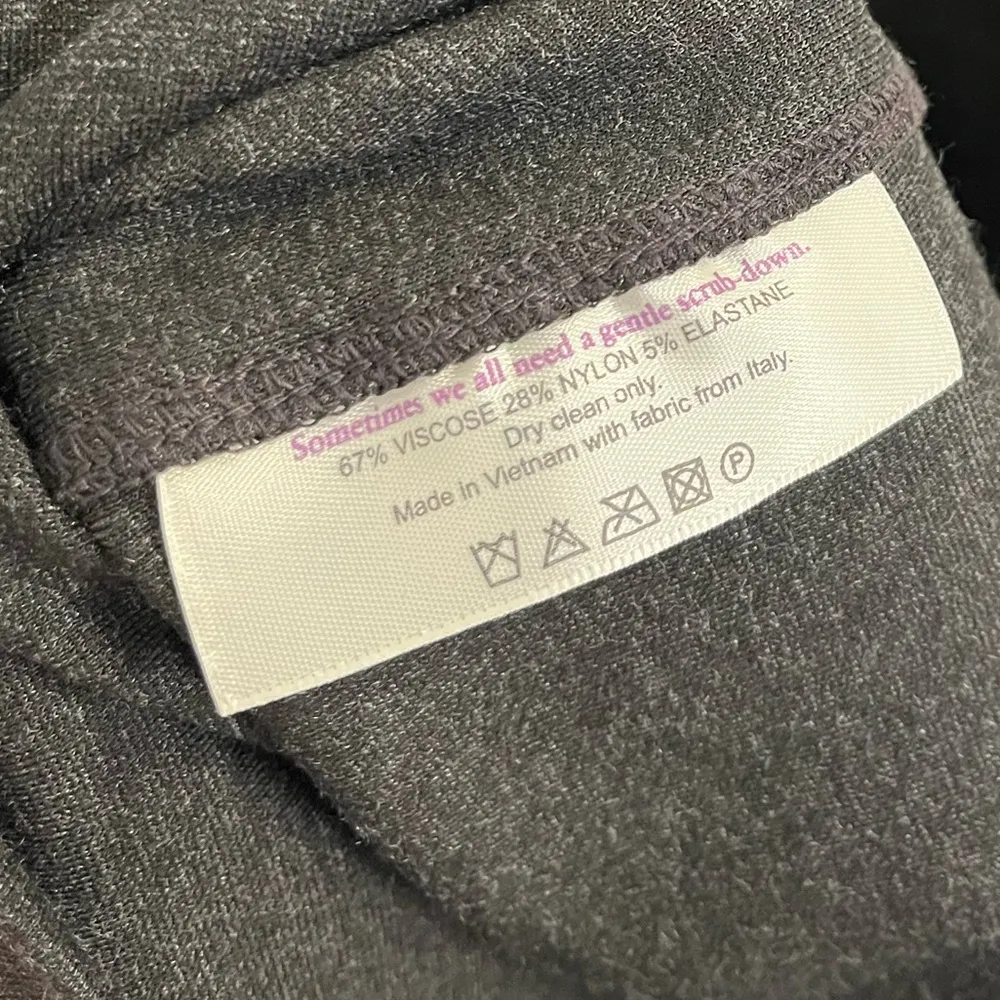 Sometimes we all need a gentle scrub-down.
67% VISCOSE 28% NYLON 5% ELASTANE
Dry clean only.
Made in Vietnam with fabric from Italy.
P